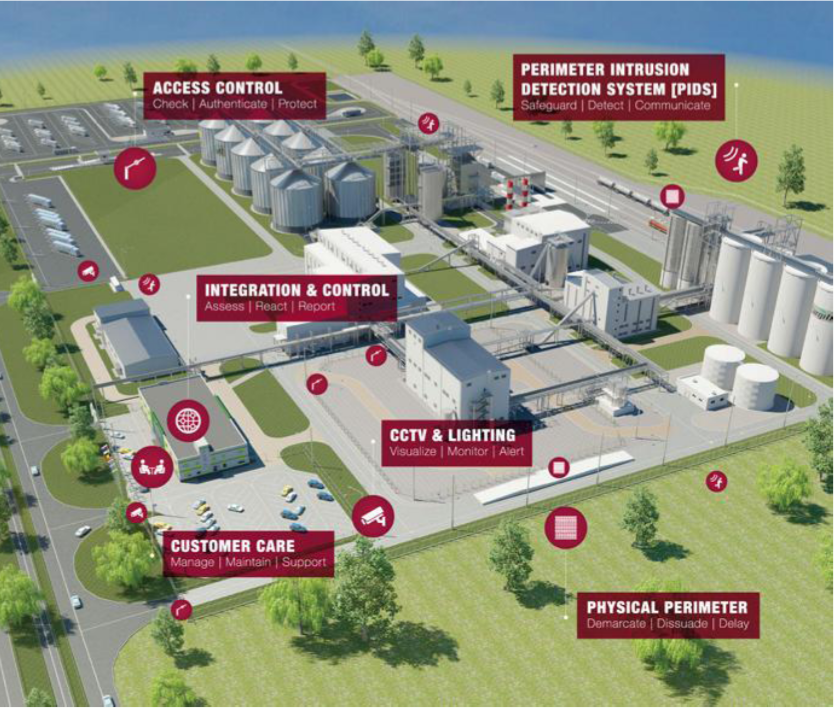 ACCESS CONTROL
Check | Authenticate | Protect
PERIMETER INTRUSION
DETECTION SYSTEM [PIDS]
Safeguard | Detect | Communicate
INTEGRATION & CONTROL
Assess | React | Report
CCTV & LIGHTING
Visualize | Monitor | Alert
CUSTOMER CARE
Manage | Maintain | Support
PHYSICAL PERIMETER
Demarcate | Dissuade | Delay